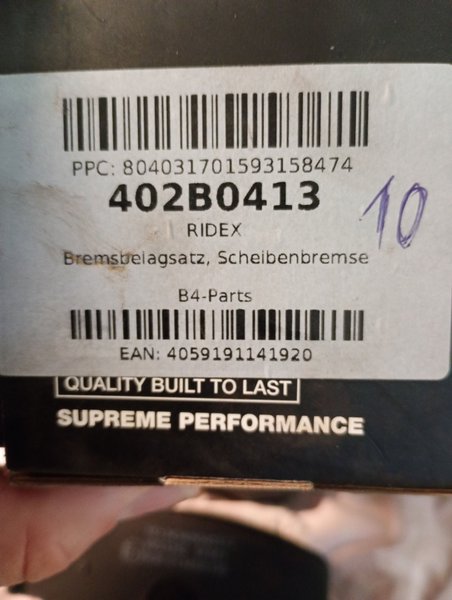 PPC: 804031701593158474
402B0413
10
RIDEX
Bremsbelagsatz, Scheibenbremse
B4-Parts
EAN: 4059191141920
QUALITY BUILT TO LAST
SUPREME PERFORMANCE